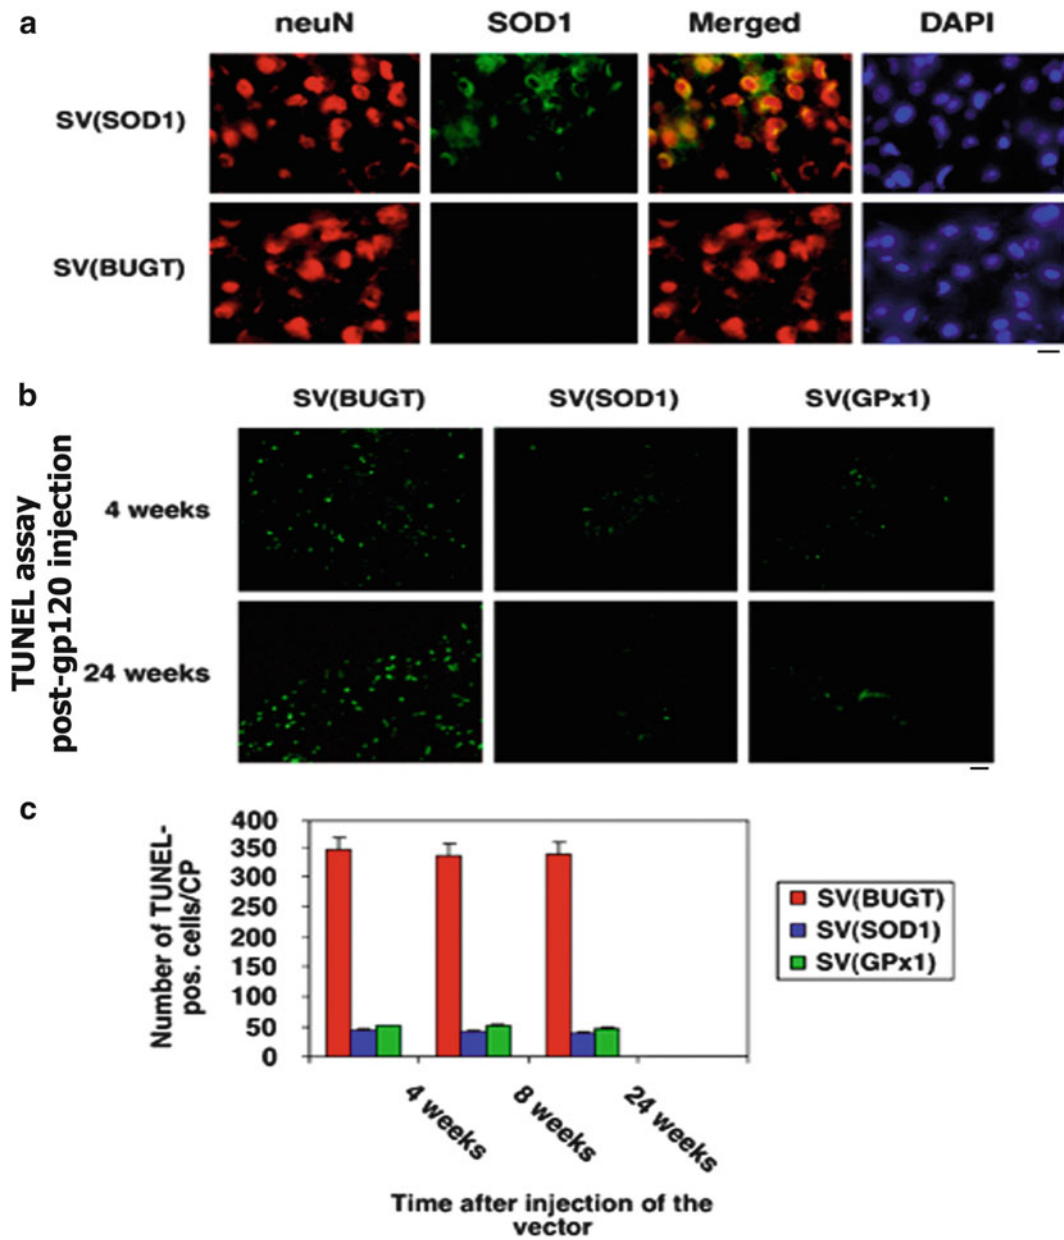 a
neuN SOD1 Merged DAPI
SV(SOD1)
SV(BUGT)
b
SV(BUGT) SV(SOD1) SV(GPx1)
TUNEL assay
post-gp120 injection
4 weeks
24 weeks
c
Number of TUNEL-
pos. cells/CP
400
350
300
250
200
150
100
50
0
4 weeks
8 weeks
24 weeks
Time after injection of the
vector
SV(BUGT)
SV(SOD1)
SV(GPx1)